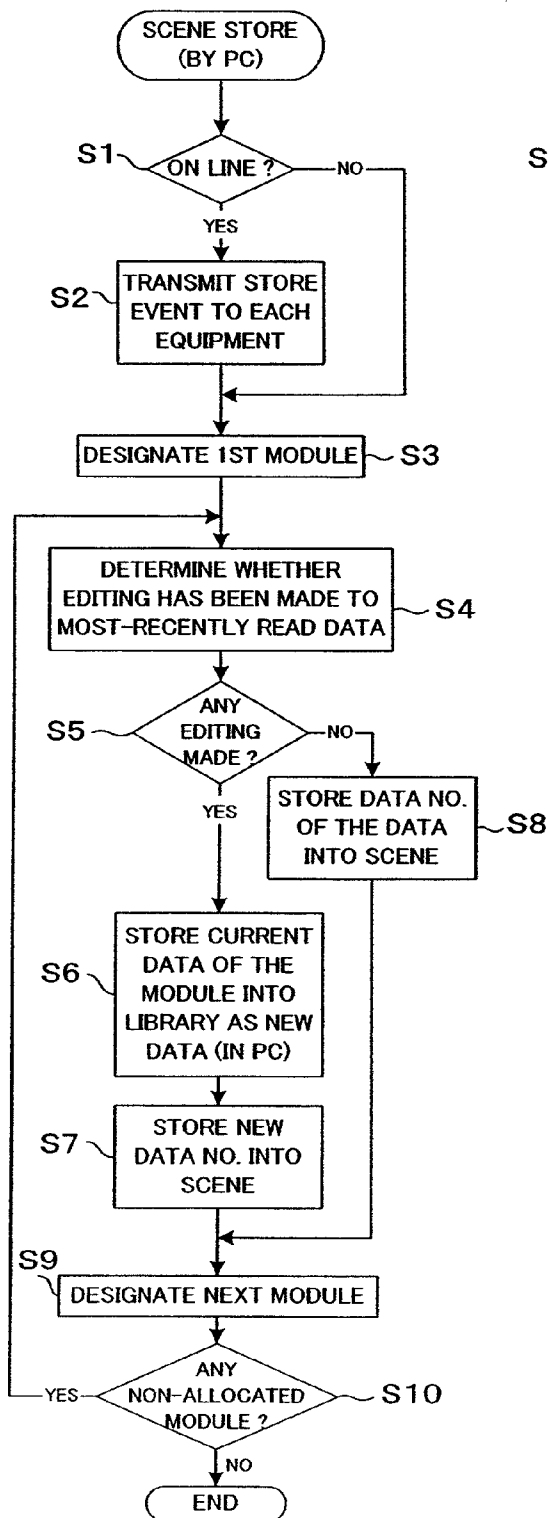 SCENE STORE
(BY PC)
S1
ON LINE ?
NO
S
YES
S2
TRANSMIT STORE
EVENT TO EACH
EQUIPMENT
DESIGNATE 1ST MODULE
S3
DETERMINE WHETHER
EDITING HAS BEEN MADE TO
MOST-RECENTLY READ DATA
S4
S5
ANY
EDITING
MADE ?
NO
YES
STORE DATA NO.
OF THE DATA
INTO SCENE
S8
S6
STORE CURRENT
DATA OF THE
MODULE INTO
LIBRARY AS NEW
DATA (IN PC)
S7
STORE NEW
DATA NO. INTO
SCENE
S9
DESIGNATE NEXT MODULE
YES
ANY
NON-ALLOCATED
MODULE ?
S10
NO
END